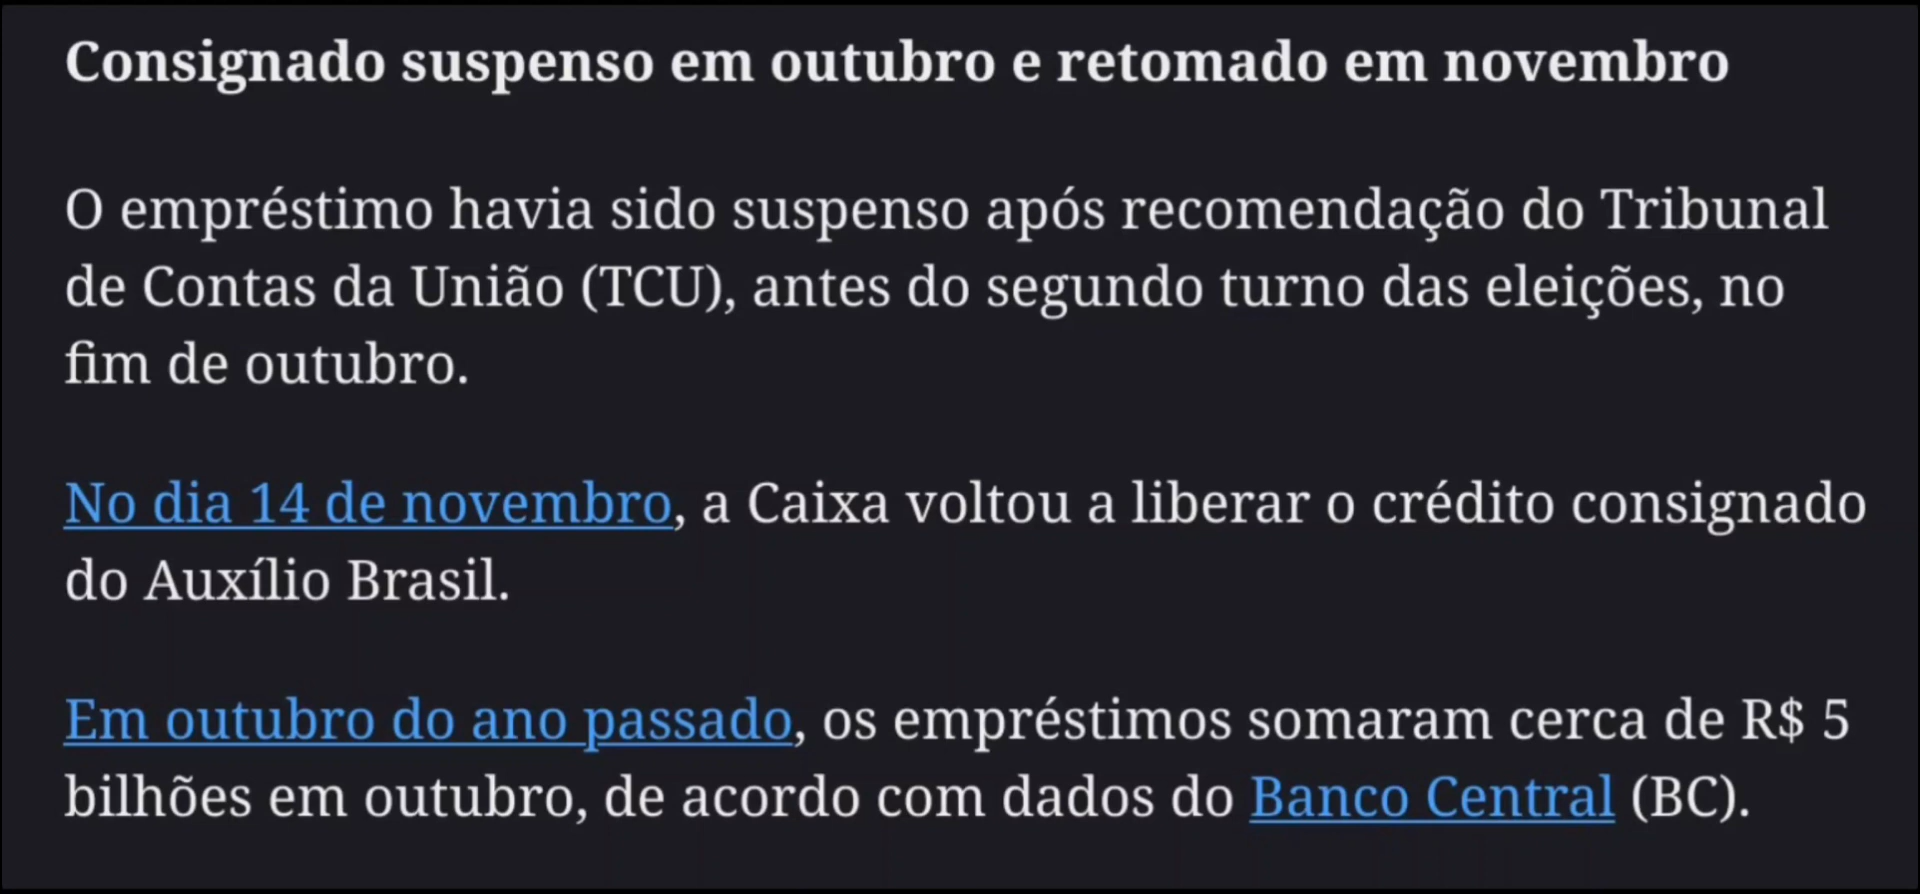 Consignado suspenso em outubro e retomado em novembro
O empréstimo havia sido suspenso após recomendação do Tribunal
de Contas da União (TCU), antes do segundo turno das eleições, no
fim de outubro.
No dia 14 de novembro, a Caixa voltou a liberar o crédito consignado
do Auxílio Brasil.
Em outubro do ano passado, os empréstimos somaram cerca de R$ 5
bilhões em outubro, de acordo com dados do Banco Central (BC).